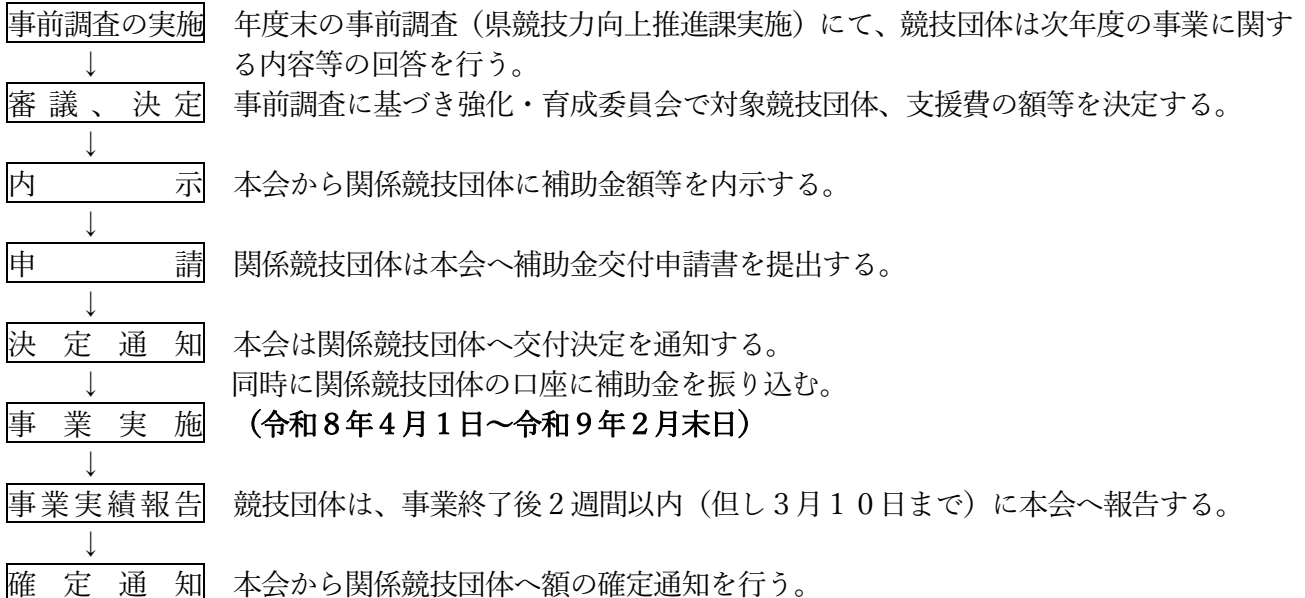 事前調査の実施 年度末の事前調査（県競技力向上推進課実施）にて、競技団体は次年度の事業に関す
↓ る内容等の回答を行う。
審議、決定 事前調査に基づき強化・育成委員会で対象競技団体、支援費の額等を決定する。
↓
内示 本会から関係競技団体に補助金額等を内示する。
↓
申請 関係競技団体は本会へ補助金交付申請書を提出する。
↓
決定通知 本会は関係競技団体へ交付決定を通知する。
↓ 同時に関係競技団体の口座に補助金を振り込む。
事業実施 （令和８年４月１日～令和９年２月末日）
↓
事業実績報告 競技団体は、事業終了後２週間以内（但し３月１０日まで）に本会へ報告する。
↓
確定通知 本会から関係競技団体へ額の確定通知を行う。